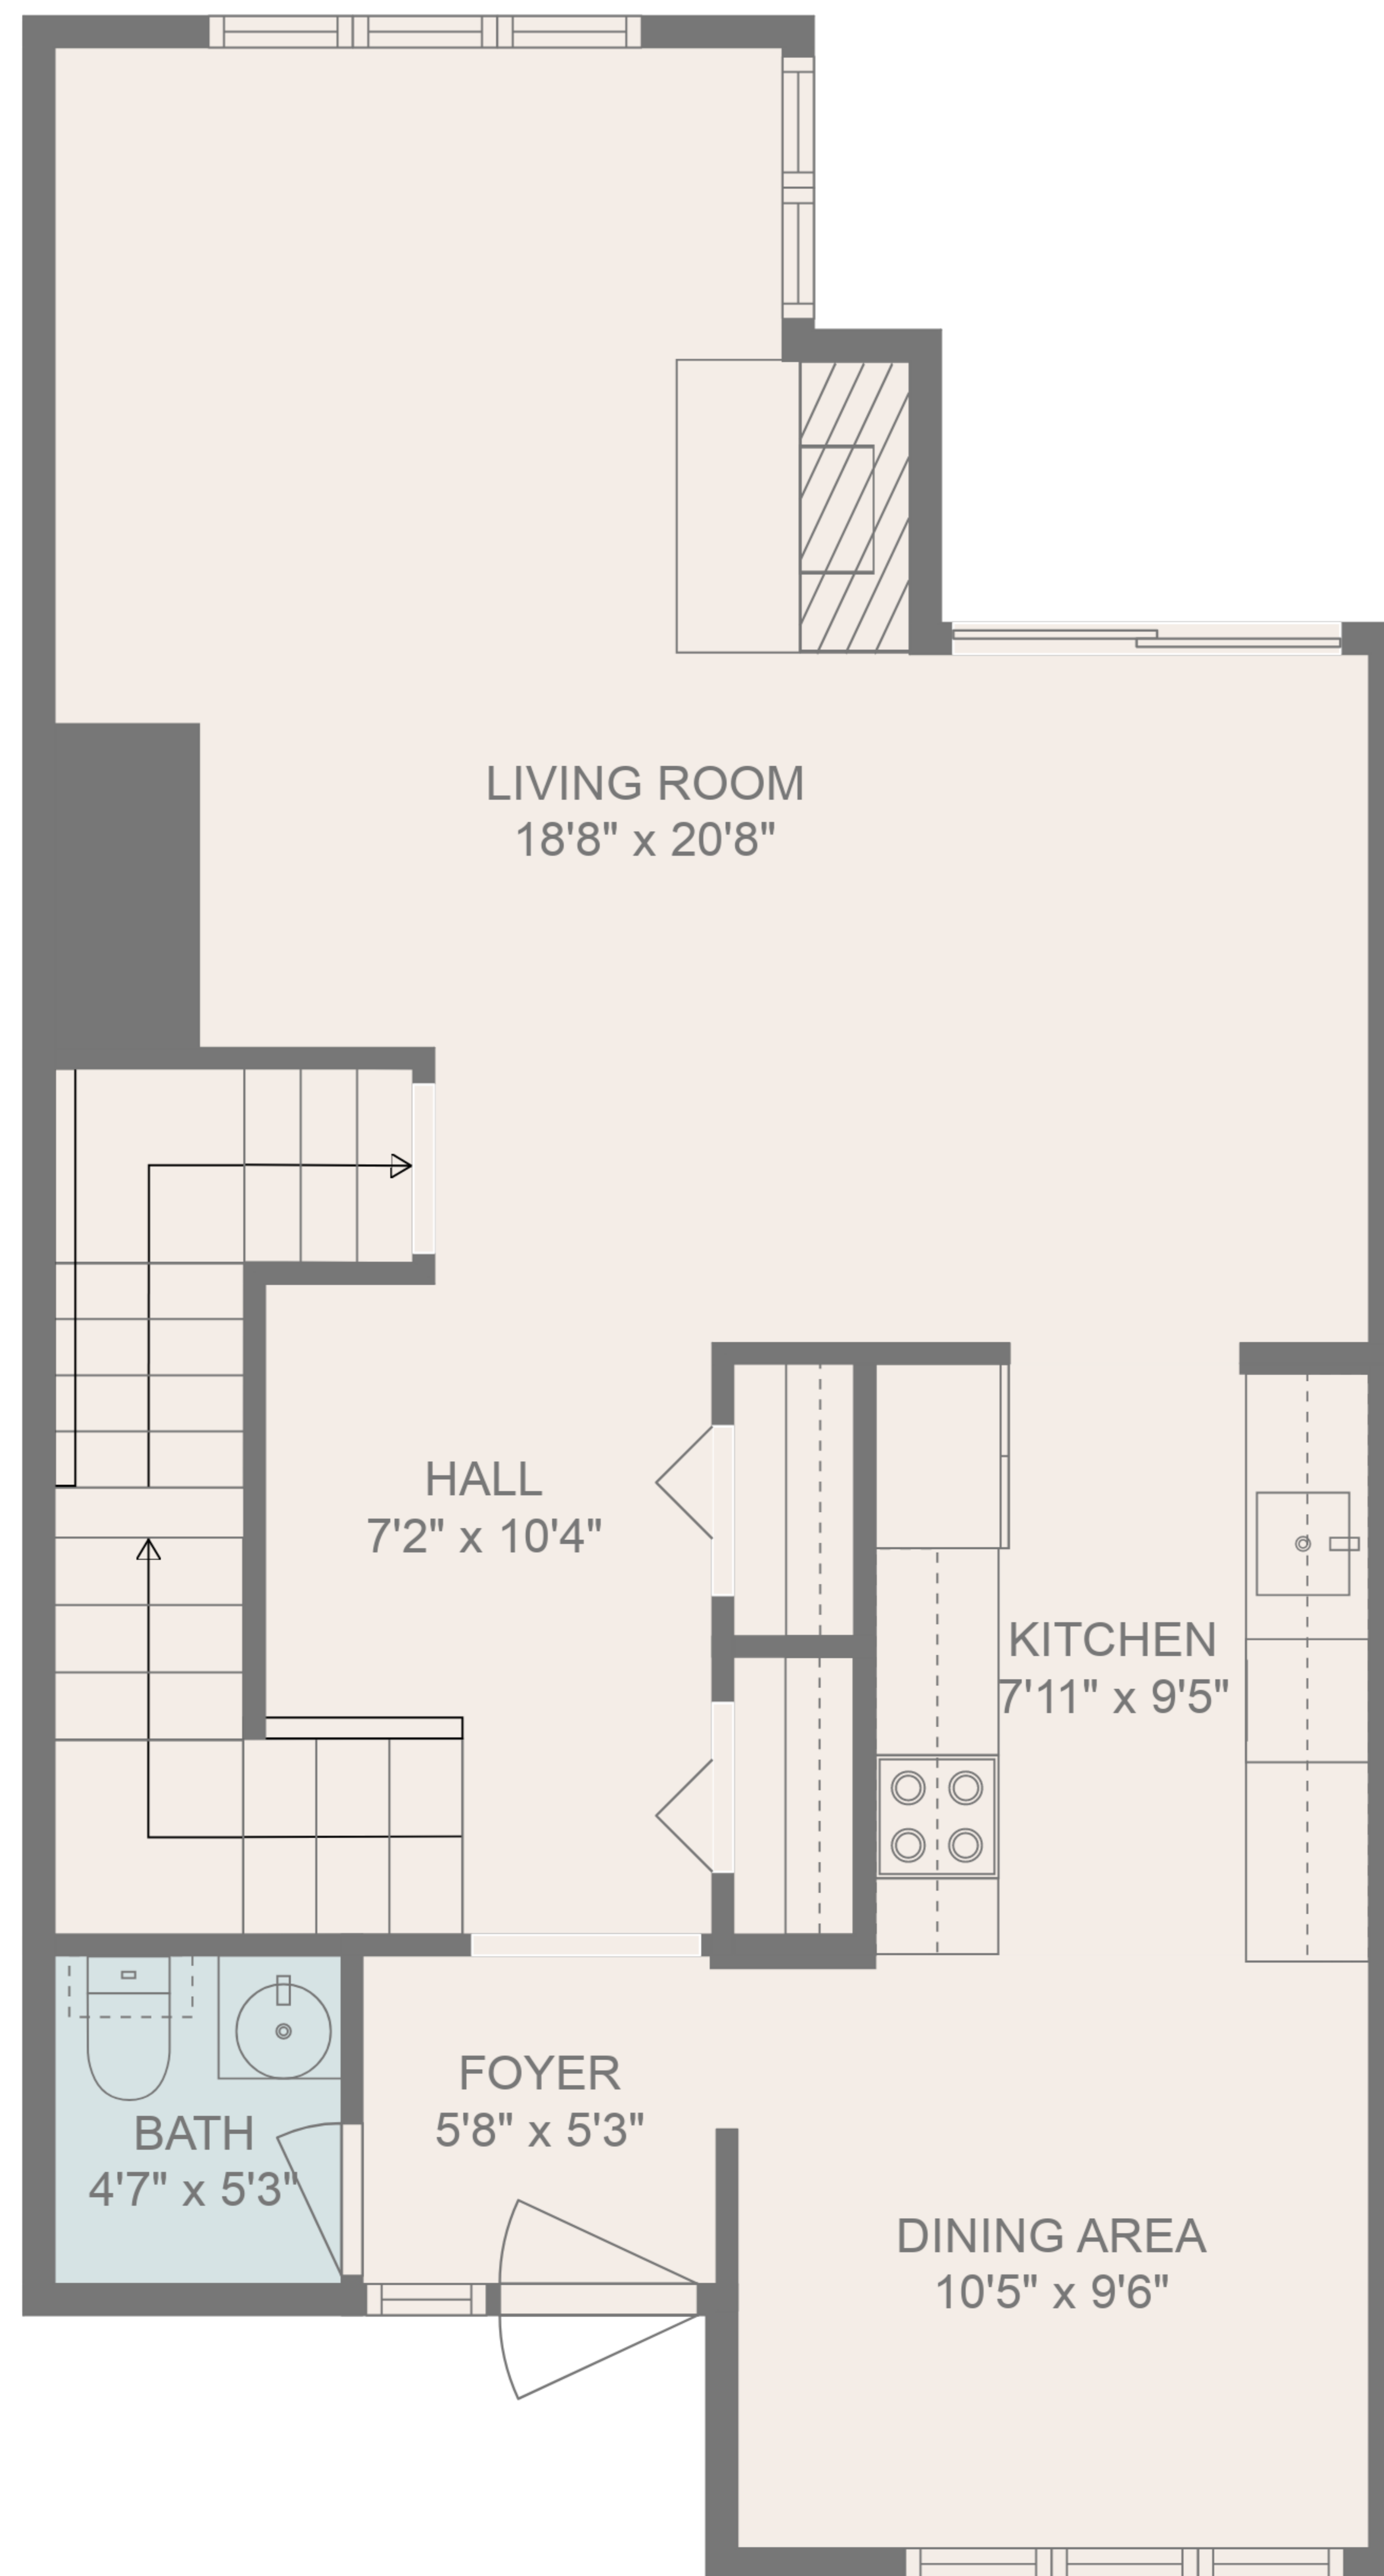 LIVING ROOM
18'8" x 20'8"
HALL
7'2" x 10'4"
KITCHEN
7'11" x 9'5"
FOYER
5'8" x 5'3"
BATH
4'7" x 5'3"
DINING AREA
10'5" x 9'6"